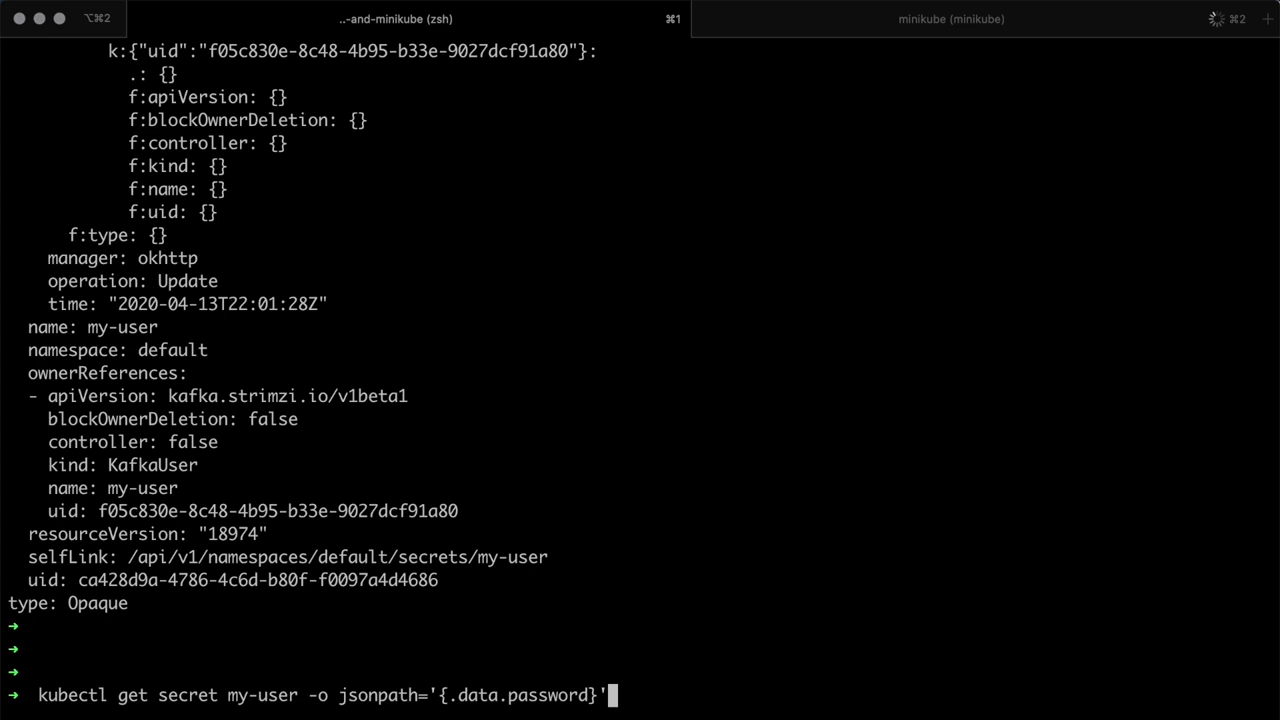 ⌥⌘2 ..-and-minikube (zsh) ⌘1 minikube (minikube) ⌘2 +
k:{"uid":"f05c830e-8c48-4b95-b33e-9027dcf91a80"}:
.: {}
f:apiVersion: {}
f:blockOwnerDeletion: {}
f:controller: {}
f:kind: {}
f:name: {}
f:uid: {}
f:type: {}
manager: okhttp
operation: Update
time: "2020-04-13T22:01:28Z"
name: my-user
namespace: default
ownerReferences:
- apiVersion: kafka.strimzi.io/v1beta1
blockOwnerDeletion: false
controller: false
kind: KafkaUser
name: my-user
uid: f05c830e-8c48-4b95-b33e-9027dcf91a80
resourceVersion: "18974"
selfLink: /api/v1/namespaces/default/secrets/my-user
uid: ca428d9a-4786-4c6d-b80f-f0097a4d4686
type: Opaque
➜
➜
➜
➜ kubectl get secret my-user -o jsonpath='{.data.password}'